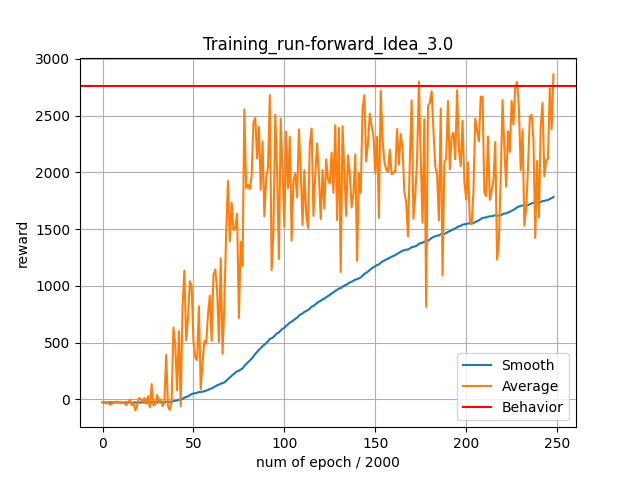 Training_run-forward_Idea_3.0
3000
2500
2000
1500
1000
500
0
reward
0 50 100 150 200 250
num of epoch / 2000
Smooth
Average
Behavior